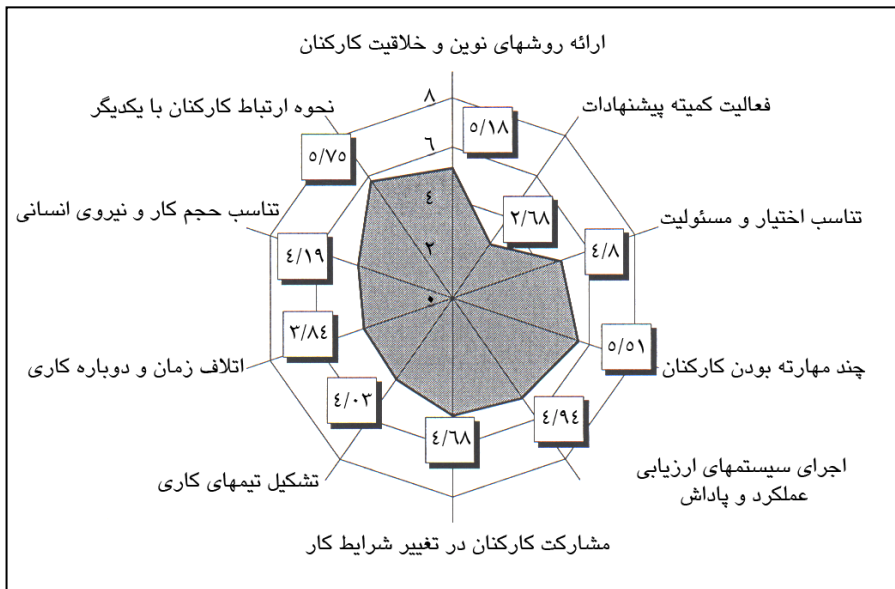 ارائه روشهای نوین و خلاقیت کارکنان
۸
۵/۱۸
فعالیت کمیته پیشنهادات
نحوه ارتباط کارکنان با یکدیگر
۶
۵/۷۵
۴
۲/۶۸
تناسب اختیار و مسئولیت
تناسب حجم کار و نیروی انسانی
۴/۸
۴/۱۹
۲
۰
۳/۸۴
۵/۵۱
چند مهارته بودن کارکنان
اتلاف زمان و دوباره کاری
۴/۰۳
۴/۹۴
۴/۶۸
اجرای سیستمهای ارزیابی
عملکرد و پاداش
تشکیل تیمهای کاری
مشارکت کارکنان در تغییر شرایط کار